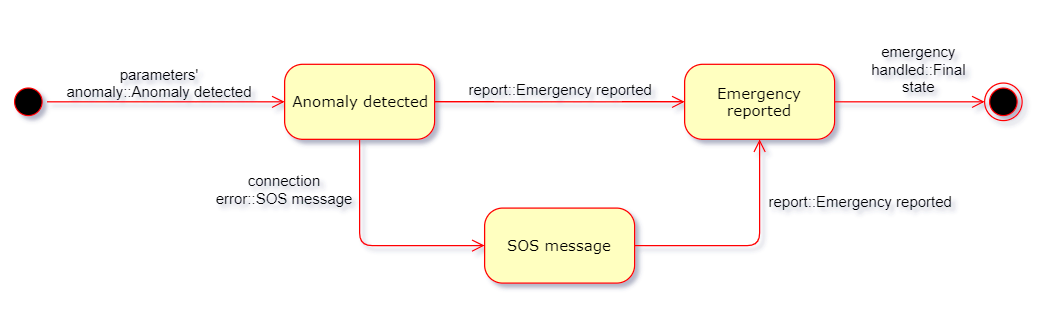 parameters'
anomaly::Anomaly detected
Anomaly detected
report::Emergency reported
Emergency
reported
emergency
handled::Final
state
connection
error::SOS message
SOS message
report::Emergency reported